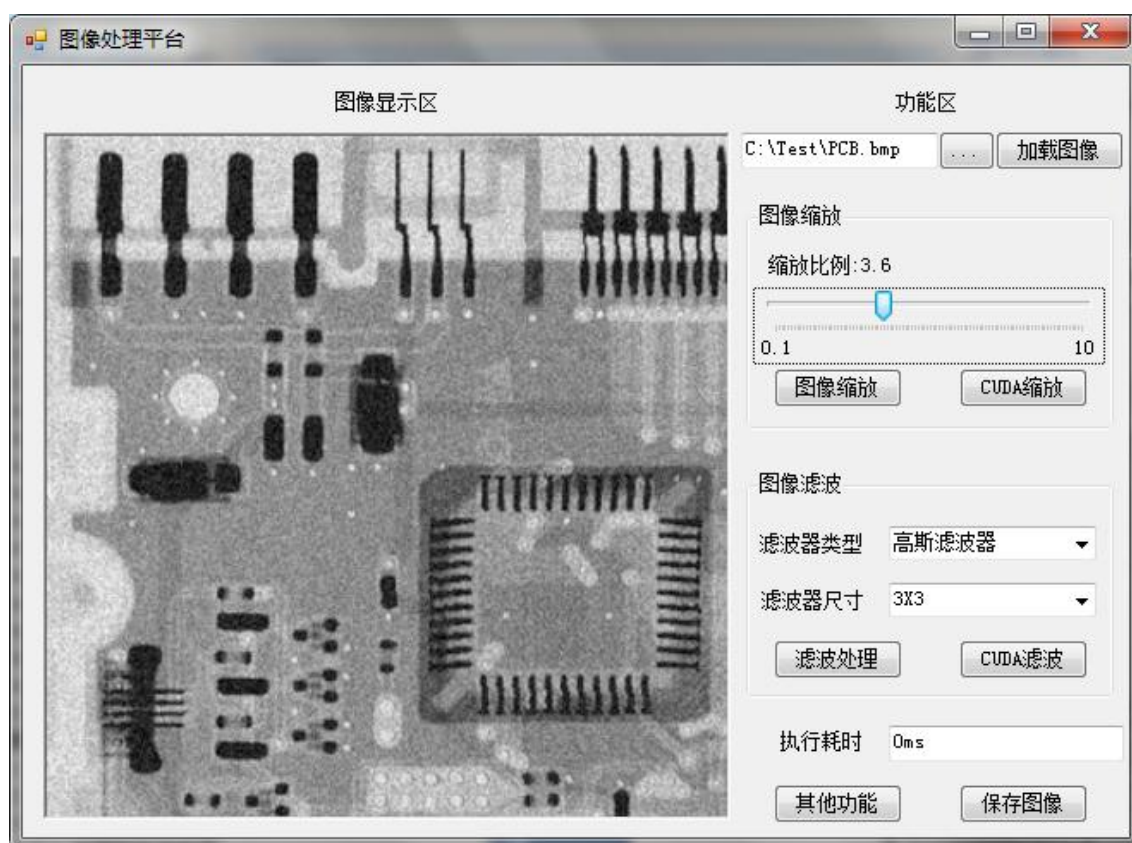 图像处理平台
图像显示区
功能区
C:\Test\PCB.bmp ... 加载图像
图像缩放
缩放比例:3.6
0.1 10
图像缩放 CUDA缩放
图像滤波
滤波器类型 高斯滤波器
滤波器尺寸 3X3
滤波处理 CUDA滤波
执行耗时 0ms
其他功能 保存图像